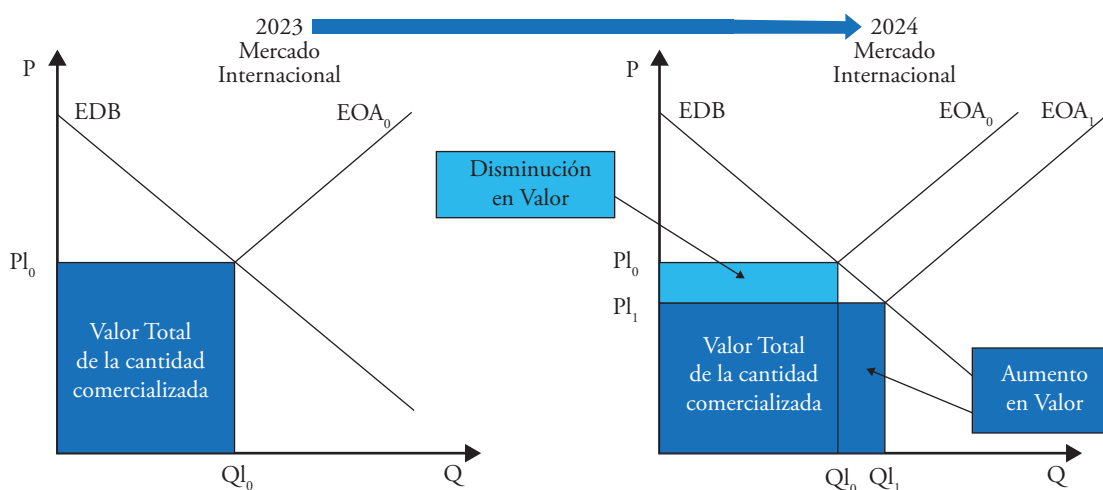 2023
Mercado
Internacional
P
EDB
EOA₀
Pl₀
Valor Total
de la cantidad
comercializada
Ql₀
Q
2024
Mercado
Internacional
P
EDB
EOA₀
EOA₁
Disminución
en Valor
Pl₀
Pl₁
Valor Total
de la cantidad
comercializada
Aumento
en Valor
Ql₀
Ql₁
Q